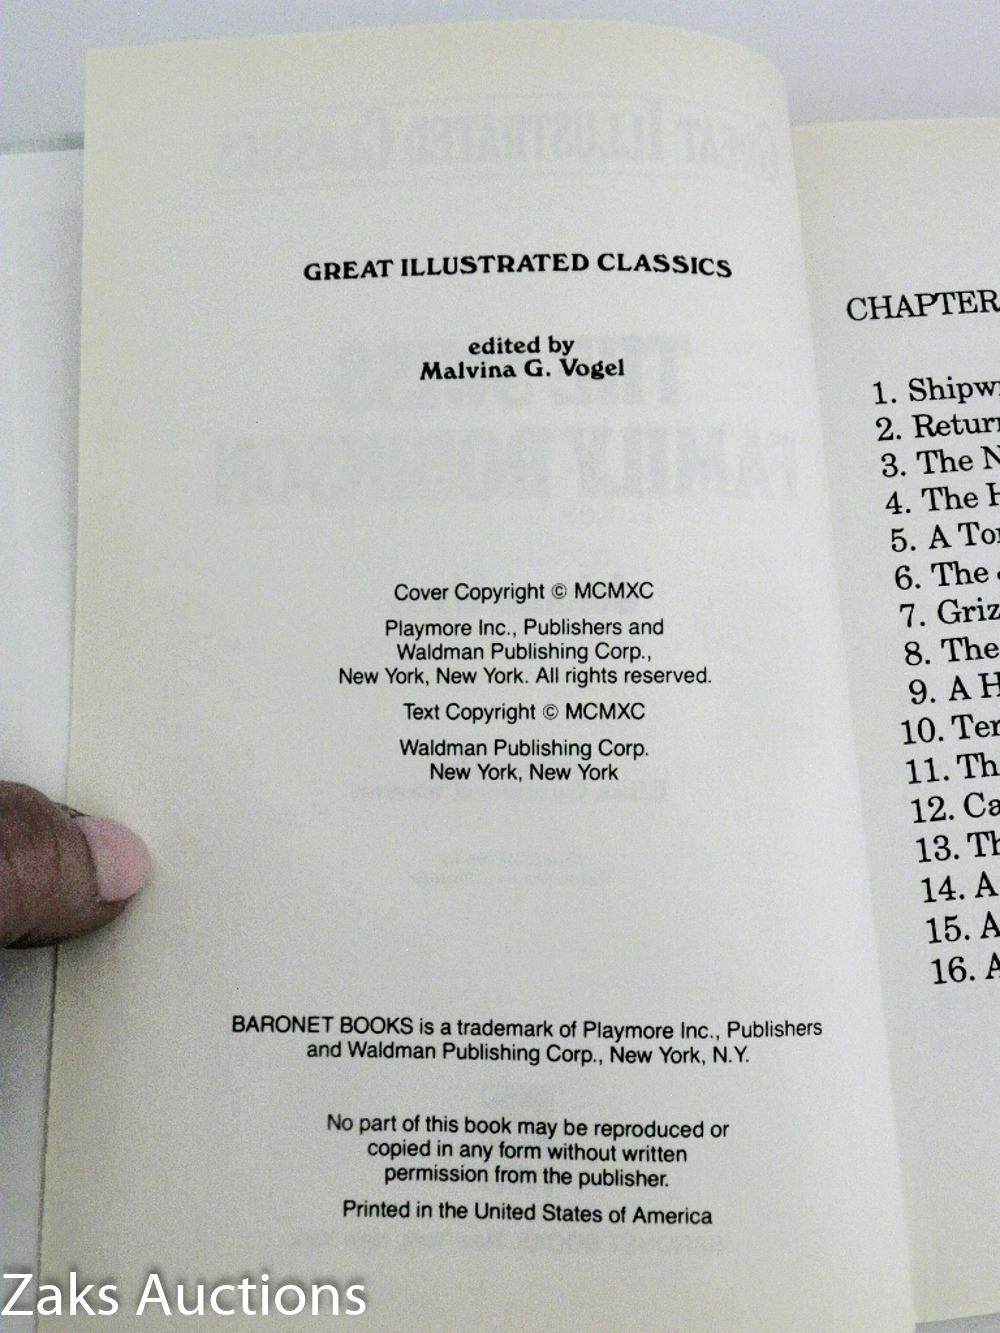 GREAT ILLUSTRATED CLASSICS
edited by
Malvina G. Vogel
Cover Copyright © MCMXC
Playmore Inc., Publishers and
Waldman Publishing Corp.,
New York, New York. All rights reserved.
Text Copyright © MCMXC
Waldman Publishing Corp.
New York, New York
BARONET BOOKS is a trademark of Playmore Inc., Publishers
and Waldman Publishing Corp., New York, N.Y.
No part of this book may be reproduced or
copied in any form without written
permission from the publisher.
Printed in the United States of America
CHAPTER
1. Shipw
2. Return
3. The N
4. The H
5. A To
6. The
7. Griz
8. The
9. A H
10. Ter
11. Th
12. Ca
13. Th
14. A
15. A
16. A
Zaks Auctions